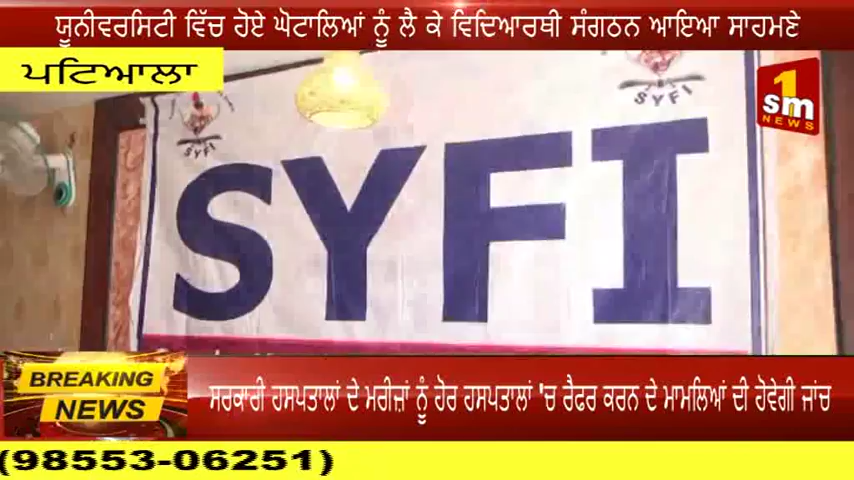 ਯੂਨੀਵਰਸਿਟੀ ਵਿੱਚ ਹੋਏ ਘੋਟਾਲਿਆਂ ਨੂੰ ਲੈ ਕੇ ਵਿਦਿਆਰਥੀ ਸੰਗਠਨ ਆਇਆ ਸਾਹਮਣੇ
ਪਟਿਆਲਾ
1
sm
NEWS
SYFI
SYFI
SYFI
BREAKING
NEWS
ਸਰਕਾਰੀ ਹਸਪਤਾਲਾਂ ਦੇ ਮਰੀਜ਼ਾਂ ਨੂੰ ਹੋਰ ਹਸਪਤਾਲਾਂ 'ਚ ਰੈਫਰ ਕਰਨ ਦੇ ਮਾਮਲਿਆਂ ਦੀ ਹੋਵੇਗੀ ਜਾਂਚ
(98553-06251)